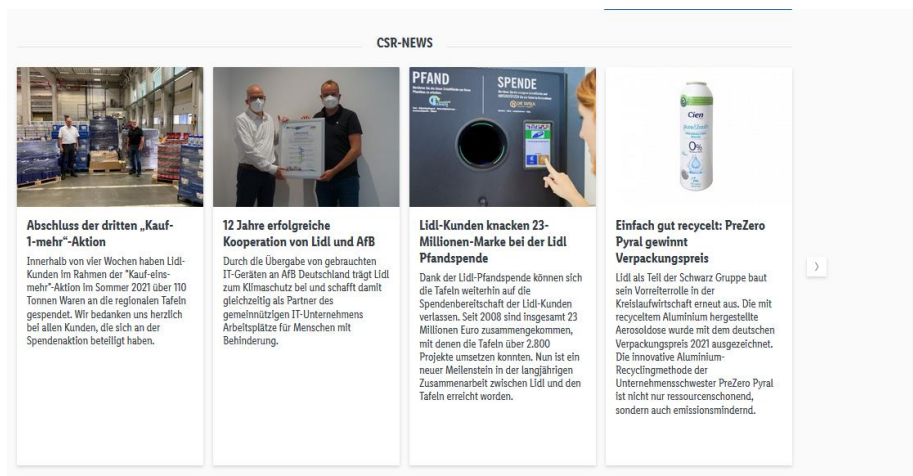 CSR-NEWS
PFAND
SPENDE
Cien
0%
Abschluss der dritten „Kauf-
1-mehr“-Aktion
Innerhalb von vier Wochen haben Lidl-
Kunden im Rahmen der "Kauf-eins-
mehr"-Aktion im Sommer 2021 über 110
Tonnen Waren an die regionalen Tafeln
gespendet. Wir bedanken uns herzlich
bei allen Kunden, die sich an der
Spendenaktion beteiligt haben.
12 Jahre erfolgreiche
Kooperation von Lidl und AfB
Durch die Übergabe von gebrauchten
IT-Geräten an AfB Deutschland trägt Lidl
zum Klimaschutz bei und schafft damit
gleichzeitig als Partner des
gemeinnützigen IT-Unternehmens
Arbeitsplätze für Menschen mit
Behinderung.
Lidl-Kunden knacken 23-
Millionen-Marke bei der Lidl
Pfandspende
Dank der Lidl-Pfandspende können sich
die Tafeln weiterhin auf die
Spendenbereitschaft der Lidl-Kunden
verlassen. Seit 2008 sind insgesamt 23
Millionen Euro zusammengekommen,
mit denen die Tafeln über 2.800
Projekte umsetzen konnten. Nun ist ein
neuer Meilenstein in der langjährigen
Zusammenarbeit zwischen Lidl und den
Tafeln erreicht worden.
Einfach gut recycelt: PreZero
Pyral gewinnt
Verpackungspreis
Lidl als Teil der Schwarz Gruppe baut
sein Vorreiterrolle in der
Kreislaufwirtschaft erneut aus. Die mit
recyceltem Aluminium hergestellte
Aerosoldose wurde mit dem deutschen
Verpackungspreis 2021 ausgezeichnet.
Die innovative Aluminium-
Recyclingmethode der
Unternehmensschwester PreZero Pyral
ist nicht nur ressourcenschonend,
sondern auch emissionsmindernd.